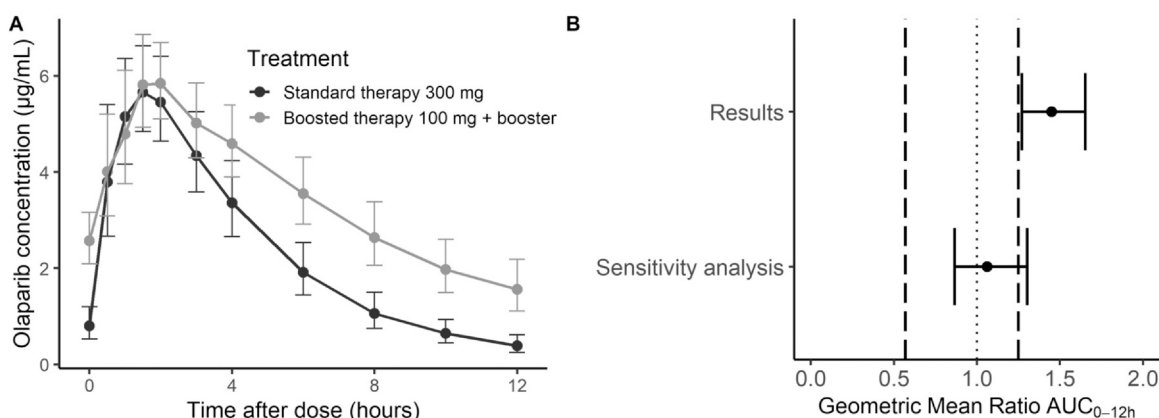 A
Olaparib concentration (µg/mL)
6
4
2
0
Treatment
Standard therapy 300 mg
Boosted therapy 100 mg + booster
0
4
8
12
Time after dose (hours)
B
Results
Sensitivity analysis
0.0
0.5
1.0
1.5
2.0
Geometric Mean Ratio AUC₀₋₁₂ₕ